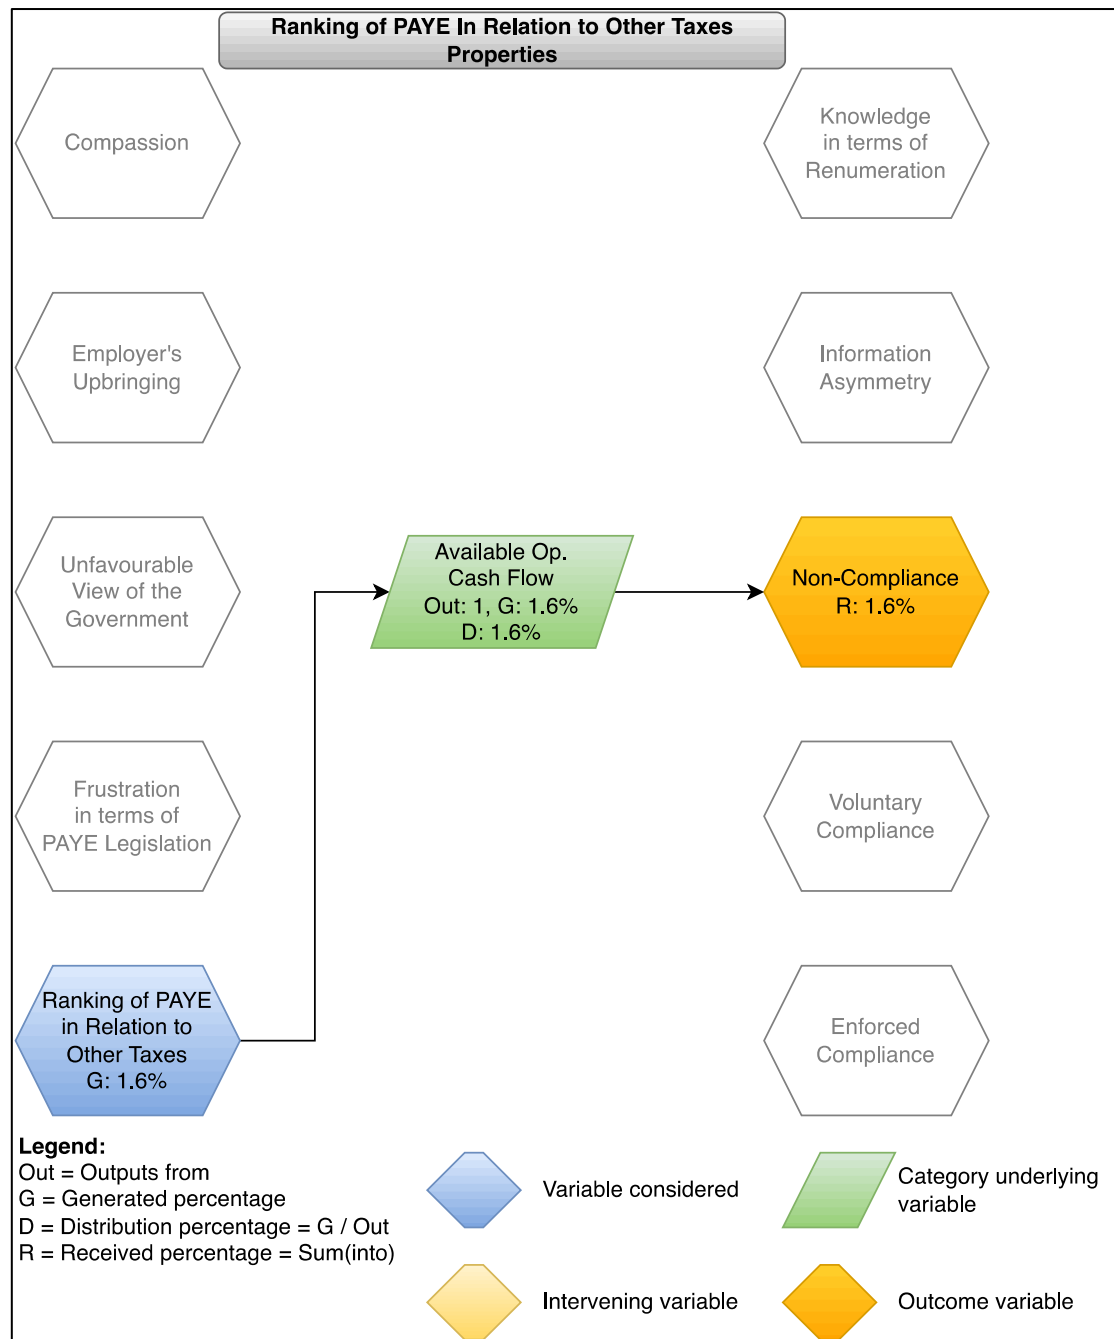 Ranking of PAYE In Relation to Other Taxes
Properties
Compassion
Knowledge
in terms of
Renumeration
Employer's
Upbringing
Information
Asymmetry
Unfavourable
View of the
Government
Available Op.
Cash Flow
Out: 1, G: 1.6%
D: 1.6%
Non-Compliance
R: 1.6%
Frustration
in terms of
PAYE Legislation
Voluntary
Compliance
Ranking of PAYE
in Relation to
Other Taxes
G: 1.6%
Enforced
Compliance
Legend:
Out = Outputs from
G = Generated percentage
D = Distribution percentage = G / Out
R = Received percentage = Sum(into)
Variable considered
Category underlying
variable
Intervening variable
Outcome variable